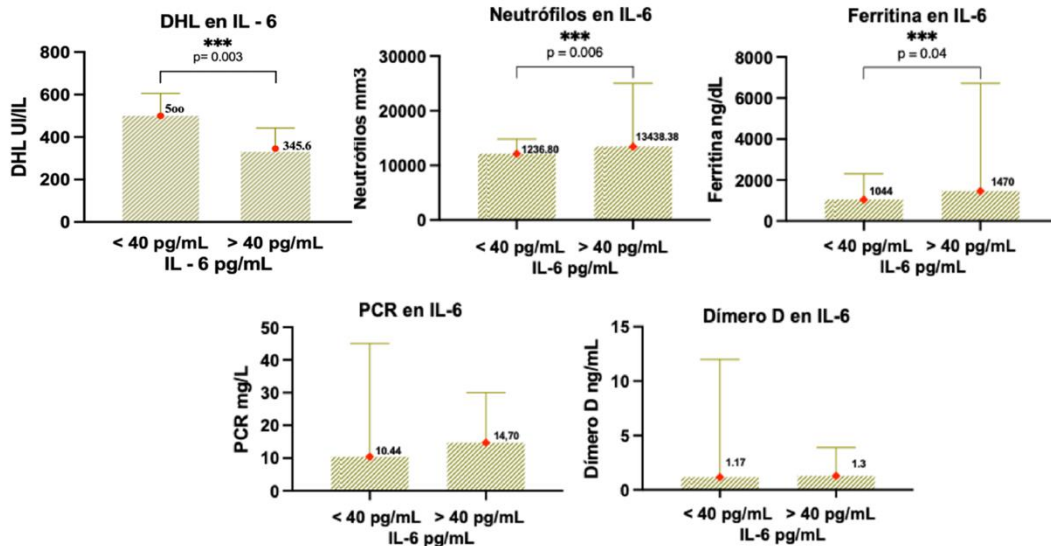 DHL en IL - 6
***
p= 0.003
DHL UI/IL
800
600
400
200
0
5oo
345.6
< 40 pg/mL > 40 pg/mL
IL - 6 pg/mL
Neutrófilos en IL-6
***
p = 0.006
Neutrófilos mm3
30000
20000
10000
0
1236.80
13438.38
< 40 pg/mL > 40 pg/mL
IL-6 pg/mL
Ferritina en IL-6
***
p = 0.04
Ferritina ng/dL
8000
6000
4000
2000
0
1044
1470
< 40 pg/mL > 40 pg/mL
IL-6 pg/mL
PCR en IL-6
PCR mg/L
50
40
30
20
10
0
10.44
14,70
< 40 pg/mL > 40 pg/mL
IL-6 pg/mL
Dímero D en IL-6
Dímero D ng/mL
15
10
5
0
1.17
1.3
< 40 pg/mL > 40 pg/mL
IL-6 pg/mL